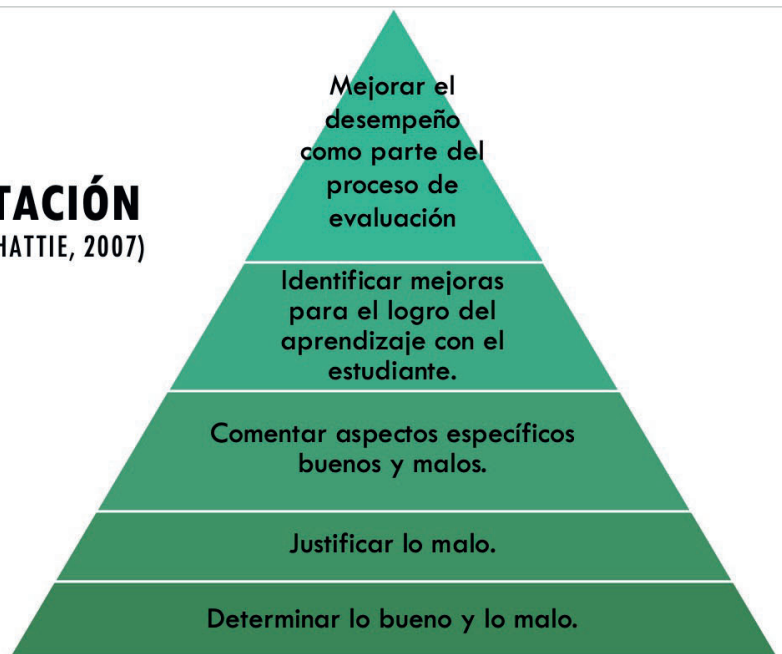 TACIÓN
HATTIE, 2007)
Mejorar el
desempeño
como parte del
proceso de
evaluación
Identificar mejoras
para el logro del
aprendizaje con el
estudiante.
Comentar aspectos específicos
buenos y malos.
Justificar lo malo.
Determinar lo bueno y lo malo.